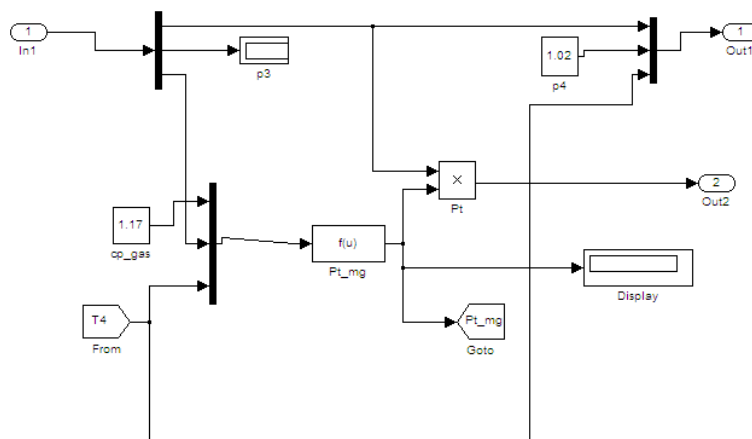 1
In1
p3
1.02
p4
1
Out1
×
Pt
2
Out2
1.17
cp_gas
f(u)
Pt_mg
Display
T4
From
Pt_mg
Goto